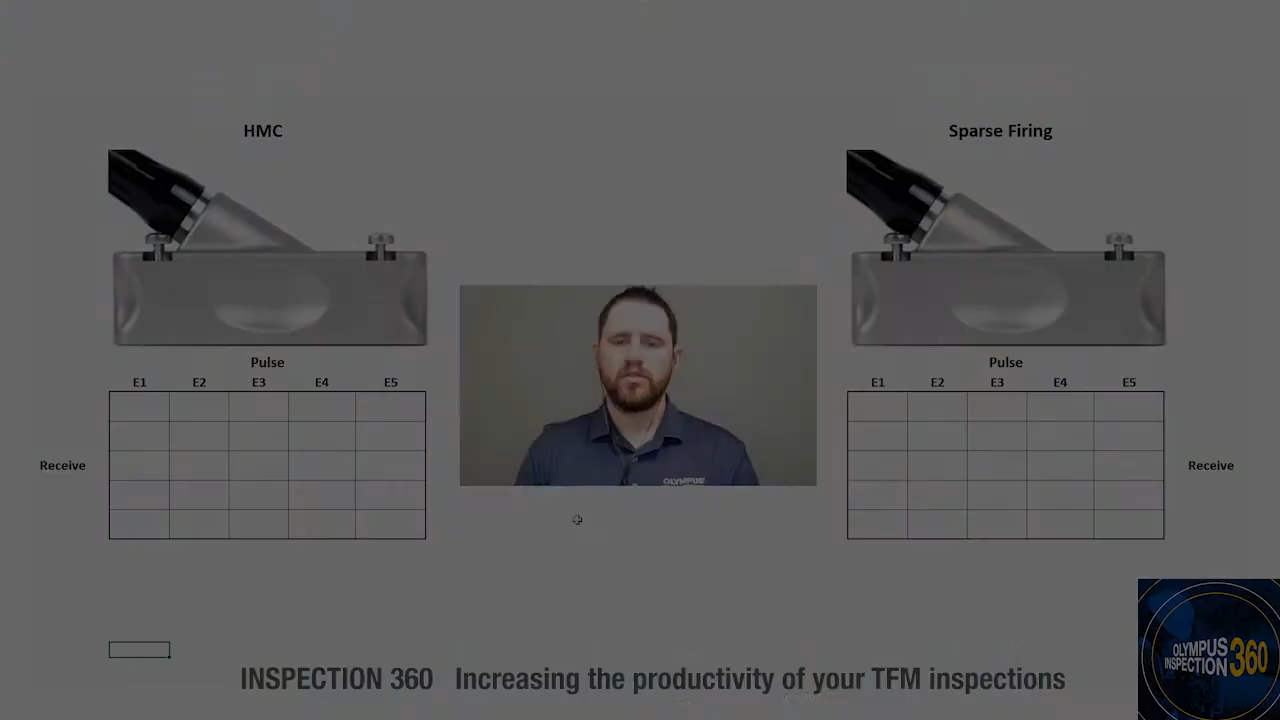 HMC
Sparse Firing
Pulse
E1 E2 E3 E4 E5
Receive
Pulse
E1 E2 E3 E4 E5
Receive
OLYMPUS
INSPECTION 360 Increasing the productivity of your TFM inspections
OLYMPUS
INSPECTION 360